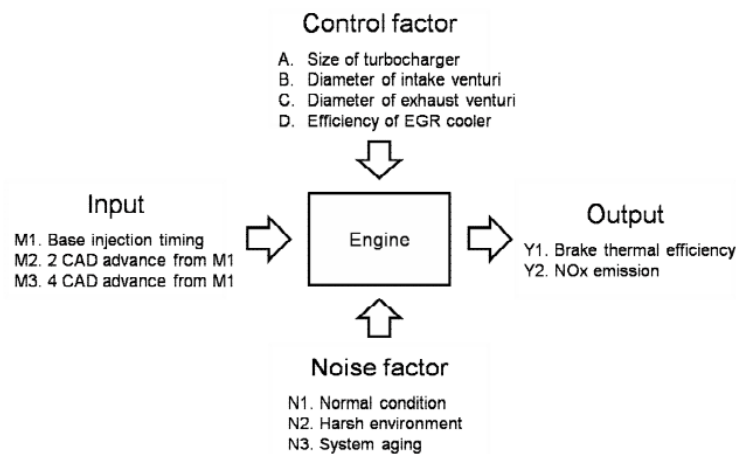 Control factor
A. Size of turbocharger
B. Diameter of intake venturi
C. Diameter of exhaust venturi
D. Efficiency of EGR cooler
Input
M1. Base injection timing
M2. 2 CAD advance from M1
M3. 4 CAD advance from M1
Engine
Output
Y1. Brake thermal efficiency
Y2. NOx emission
Noise factor
N1. Normal condition
N2. Harsh environment
N3. System aging